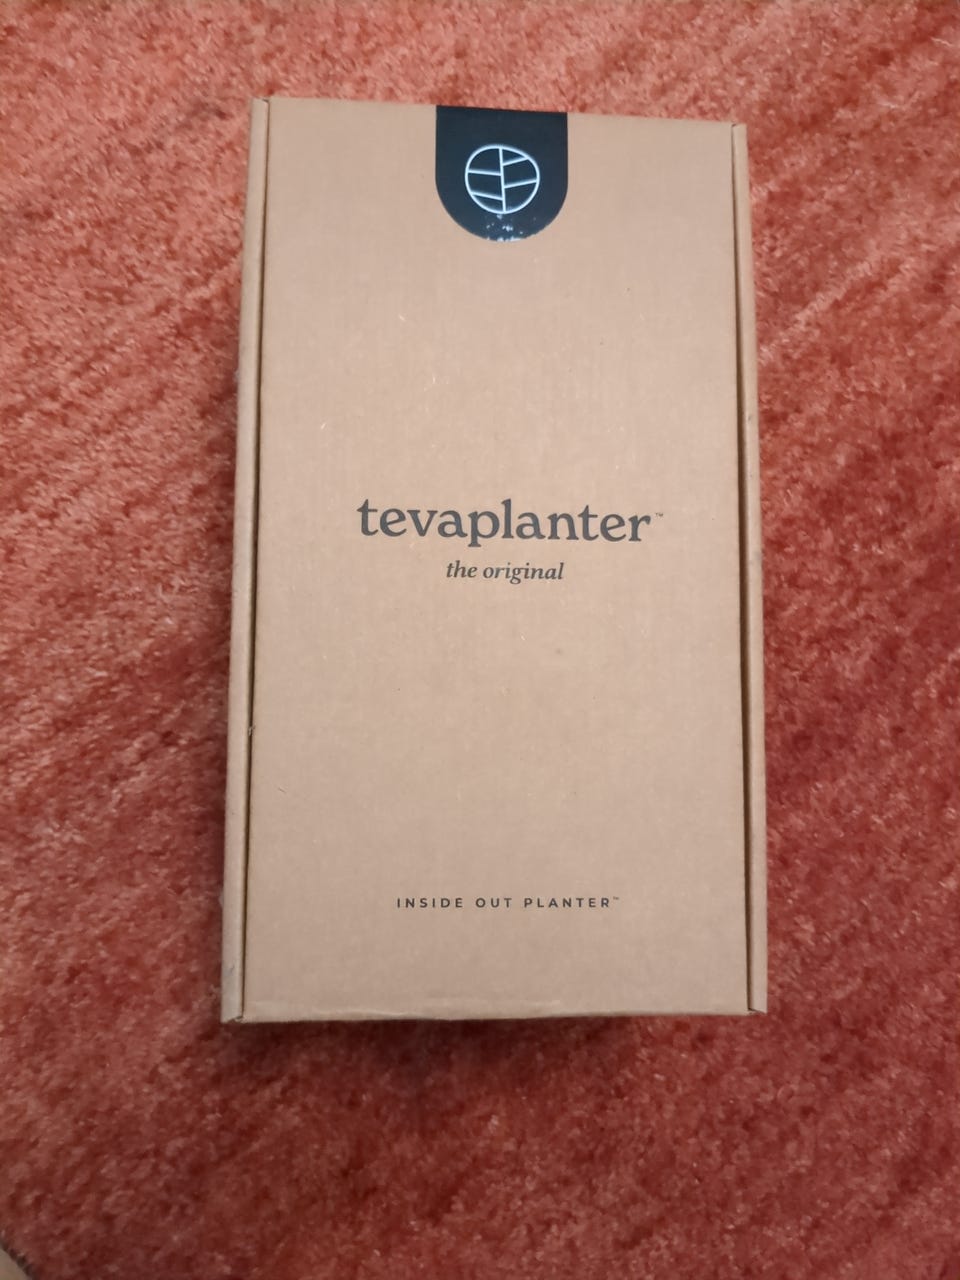 tevaplanter™
the original
INSIDE OUT PLANTER™